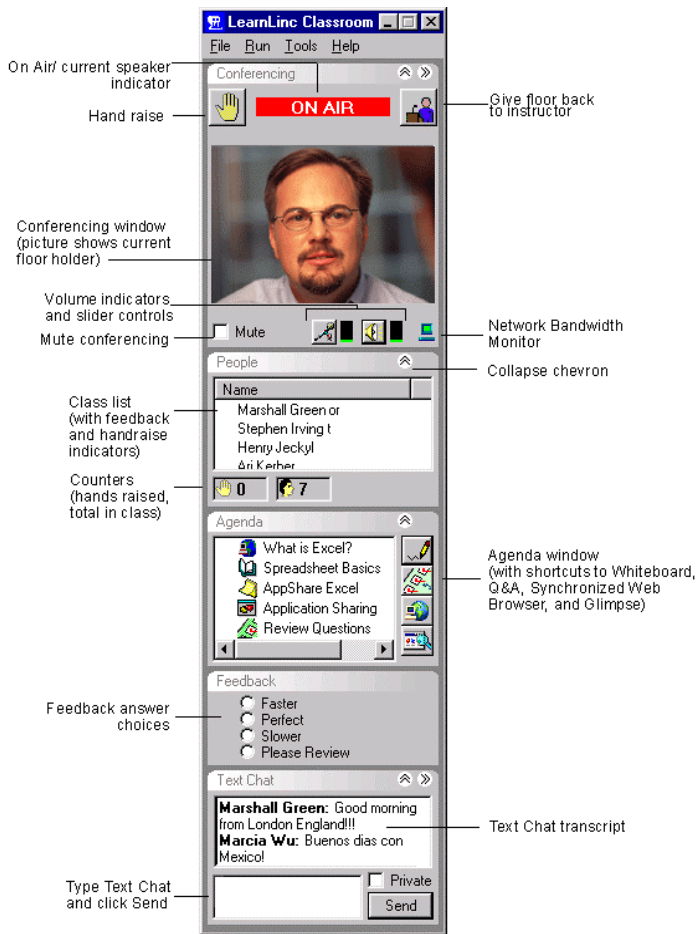 LearnLinc Classroom
File Run Tools Help
On Air/ current speaker
indicator
Conferencing
Hand raise
ON AIR
Give floor back
to instructor
Conferencing window
(picture shows current
floor holder)
Volume indicators
and slider controls
Mute conferencing
Mute
Network Bandwidth
Monitor
People
Collapse chevron
Name
Class list
(with feedback
and handraise
indicators)
Marshall Green or
Stephen Irving t
Henry Jeckyl
Ari Kerber
Counters
(hands raised,
total in class)
0 7
Agenda
What is Excel?
Spreadsheet Basics
AppShare Excel
Application Sharing
Review Questions
Agenda window
(with shortcuts to Whiteboard,
Q&A, Synchronized Web
Browser, and Glimpse)
Feedback
Feedback answer
choices
Faster
Perfect
Slower
Please Review
Text Chat
Marshall Green: Good morning
from London England!!!
Marcia Wu: Buenos dias con
Mexico!
Text Chat transcript
Type Text Chat
and click Send
Private
Send